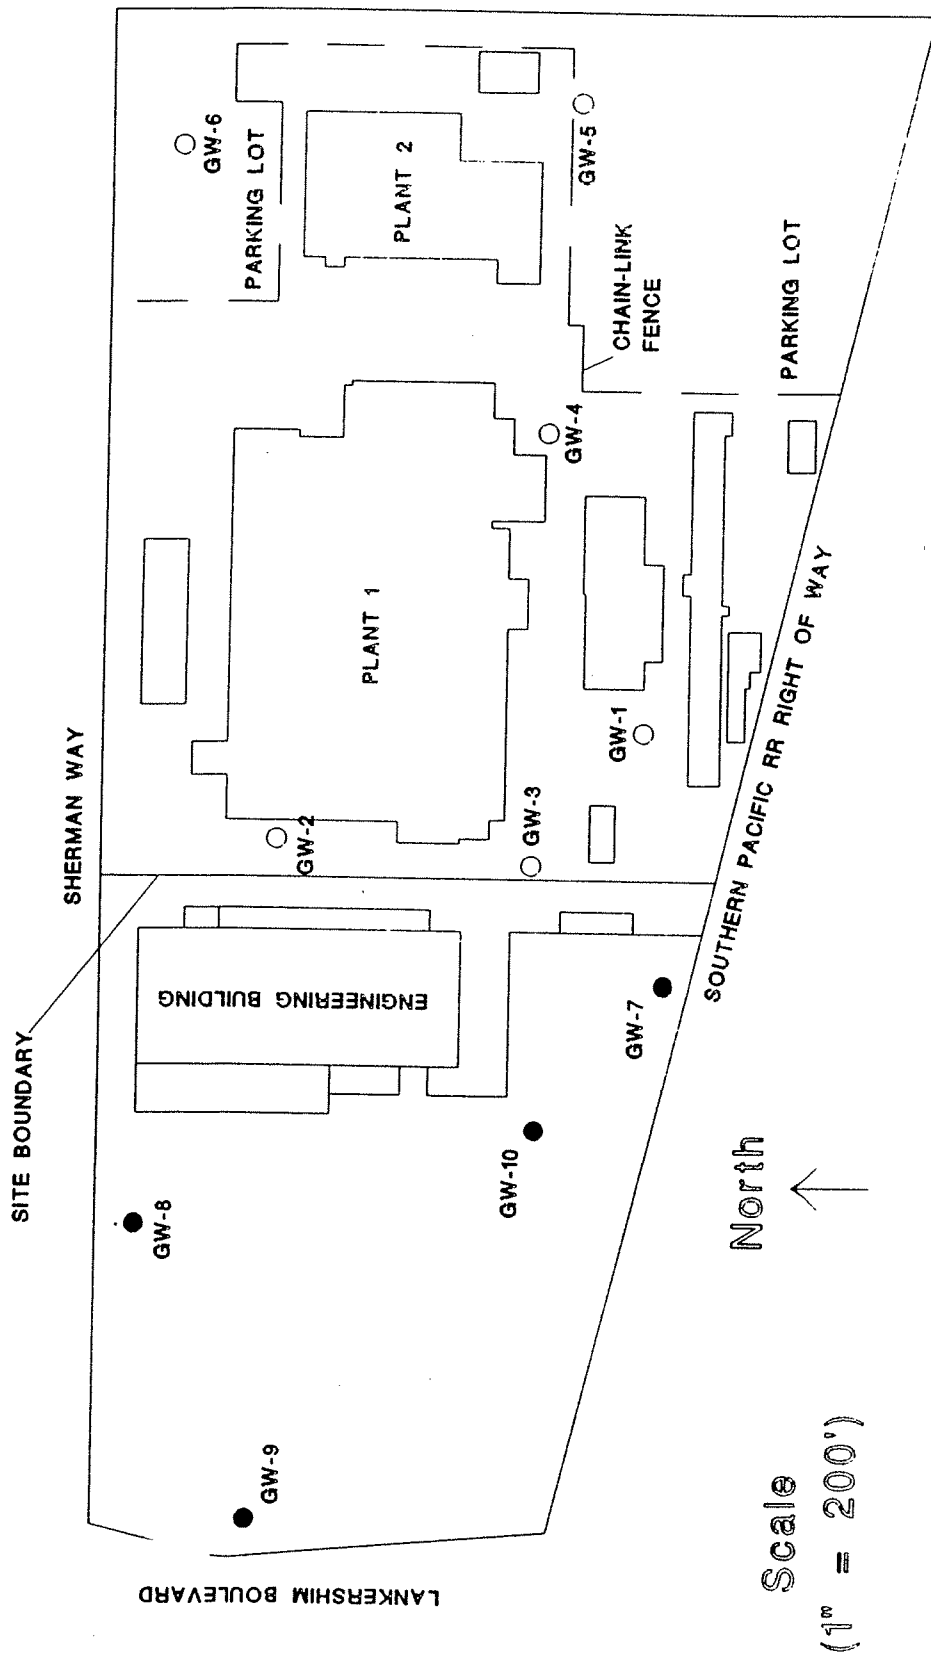 SHERMAN WAY
SITE BOUNDARY
LANKERSHIM BOULEVARD
GW-9
GW-8
GW-10
ENGINEERING BUILDING
GW-7
GW-2
GW-3
GW-1
PLANT 1
GW-4
PARKING LOT
GW-6
PLANT 2
GW-5
CHAIN-LINK
FENCE
PARKING LOT
SOUTHERN PACIFIC RR RIGHT OF WAY
North
Scale
(1" = 200')